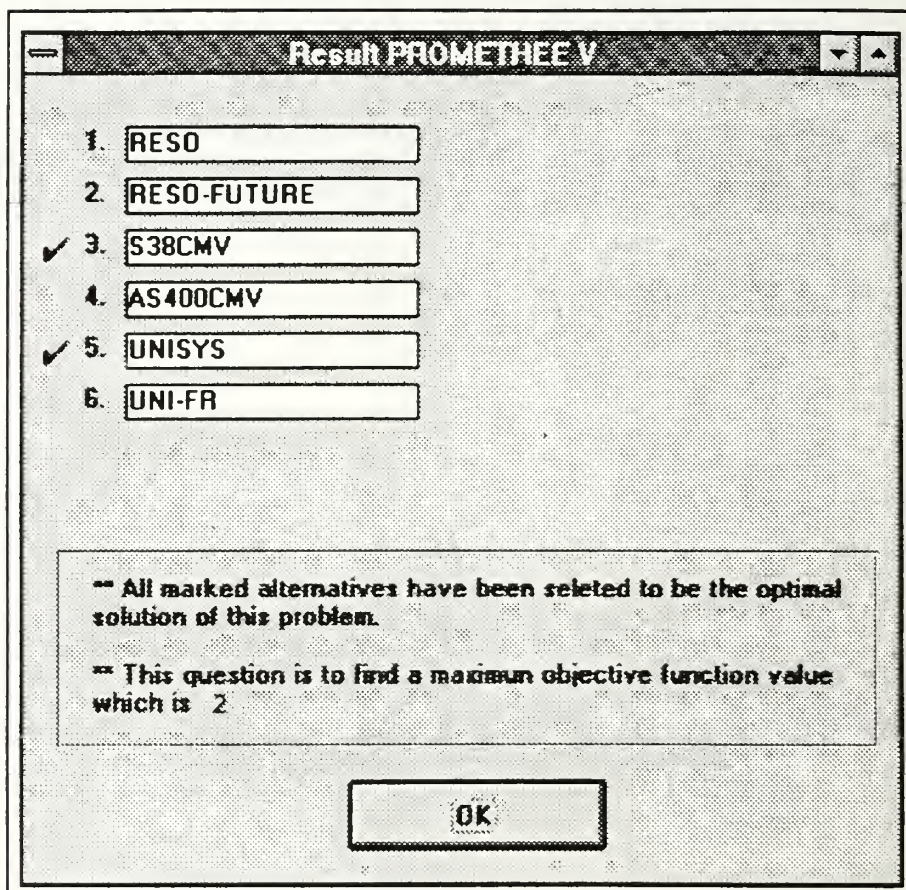 Result PROMETHEE V
1. RESO
2. RESO-FUTURE
✓ 3. S38CMV
4. AS400CMV
✓ 5. UNISYS
6. UNI-FR
** All marked alternatives have been seleted to be the optimal
solution of this problem.
** This question is to find a maximun objective function value
which is 2
OK